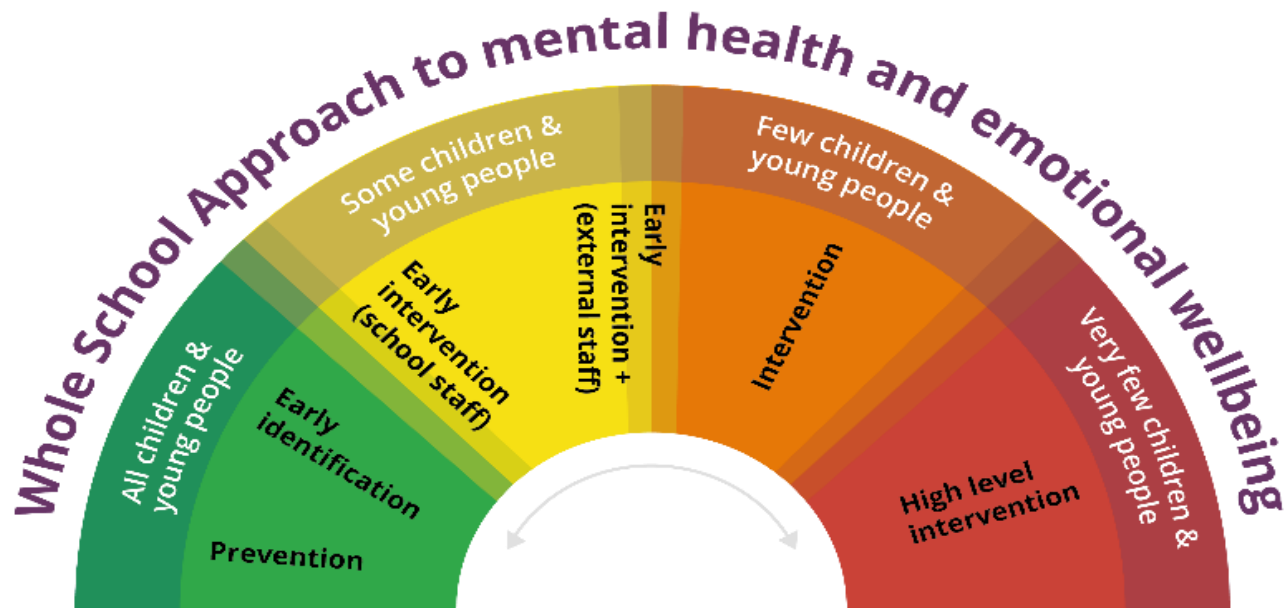 Whole School Approach to mental health and emotional wellbeing
All children &
young people
Some children &
young people
Few children &
young people
Very few children &
young people
Prevention
Early
identification
Early
intervention
(school staff)
Early
intervention +
(external staff)
Intervention
High level
intervention